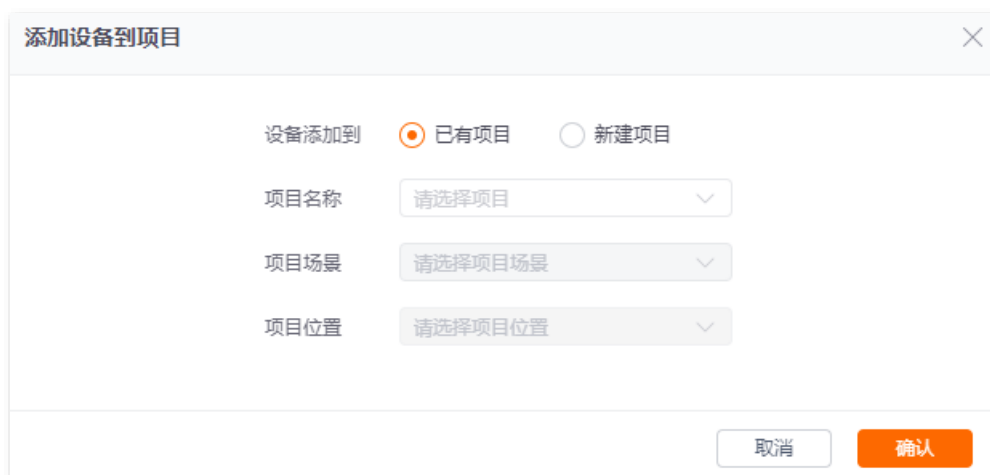 添加设备到项目
设备添加到 已有项目 新建项目
项目名称 请选择项目
项目场景 请选择项目场景
项目位置 请选择项目位置
取消 确认